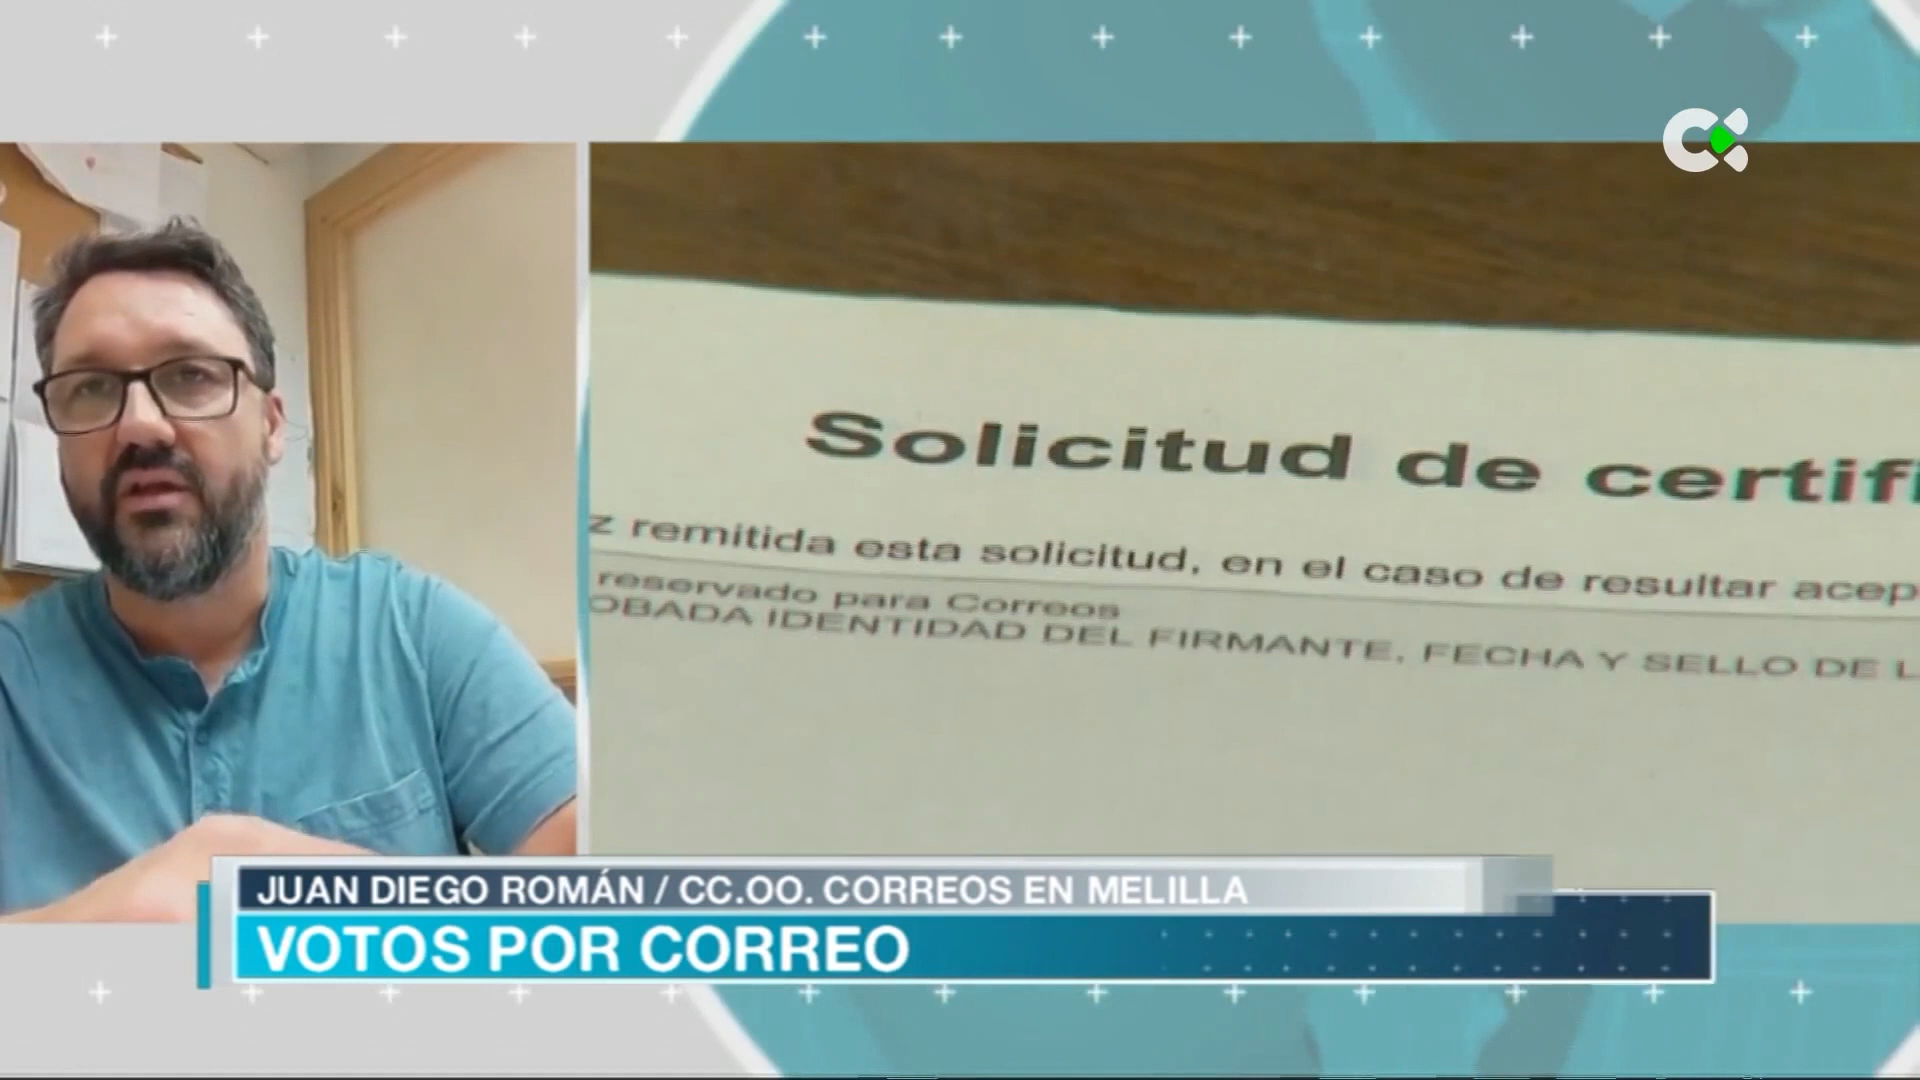 Solicitud de certifi
z remitida esta solicitud, en el caso de resultar acep
reservado para Correos
OBADA IDENTIDAD DEL FIRMANTE, FECHA Y SELLO DE L
JUAN DIEGO ROMÁN / CC.OO. CORREOS EN MELILLA
VOTOS POR CORREO